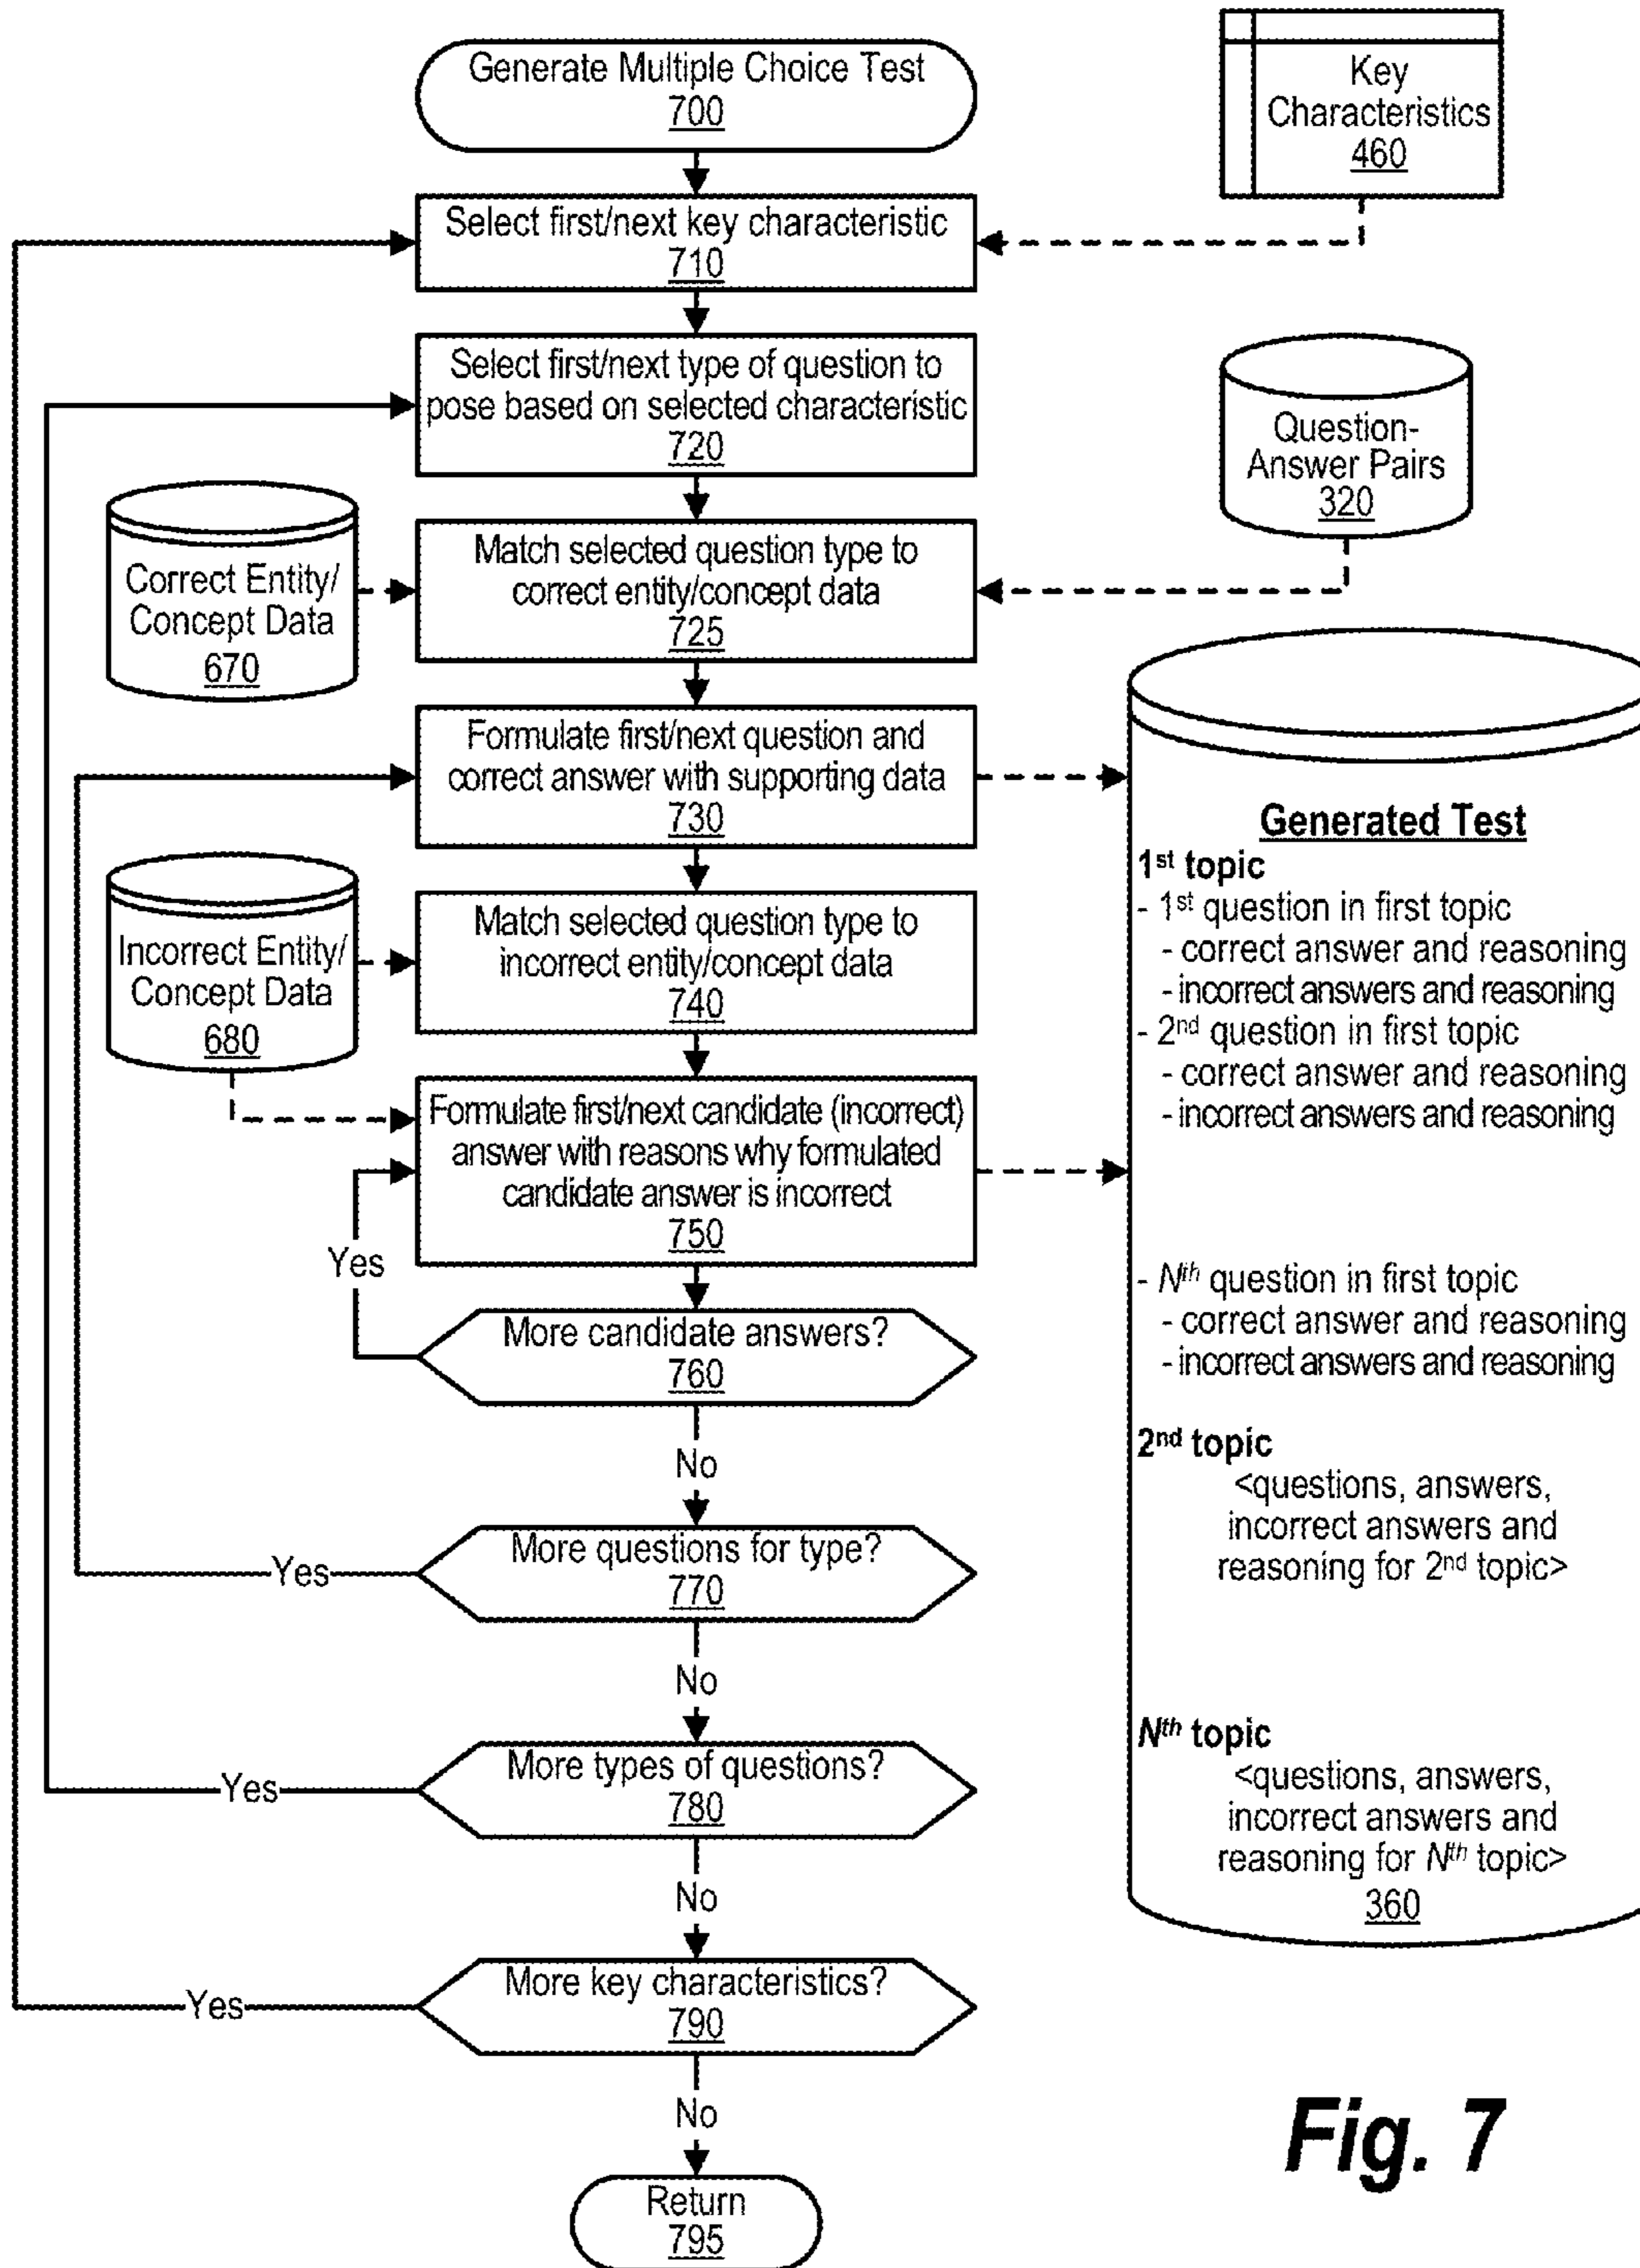 Generate Multiple Choice Test
700
Key
Characteristics
460
Select first/next key characteristic
710
Select first/next type of question to
pose based on selected characteristic
720
Question-
Answer Pairs
320
Correct Entity/
Concept Data
670
Match selected question type to
correct entity/concept data
725
Formulate first/next question and
correct answer with supporting data
730
Incorrect Entity/
Concept Data
680
Match selected question type to
incorrect entity/concept data
740
Formulate first/next candidate (incorrect)
answer with reasons why formulated
candidate answer is incorrect
750
Yes
More candidate answers?
760
No
More questions for type?
770
Yes
No
More types of questions?
780
Yes
No
More key characteristics?
790
Yes
No
Return
795
Generated Test
1st topic
- 1st question in first topic
- correct answer and reasoning
- incorrect answers and reasoning
- 2nd question in first topic
- correct answer and reasoning
- incorrect answers and reasoning
- Nth question in first topic
- correct answer and reasoning
- incorrect answers and reasoning
2nd topic
<questions, answers,
incorrect answers and
reasoning for 2nd topic>
Nth topic
<questions, answers,
incorrect answers and
reasoning for Nth topic>
360
Fig. 7